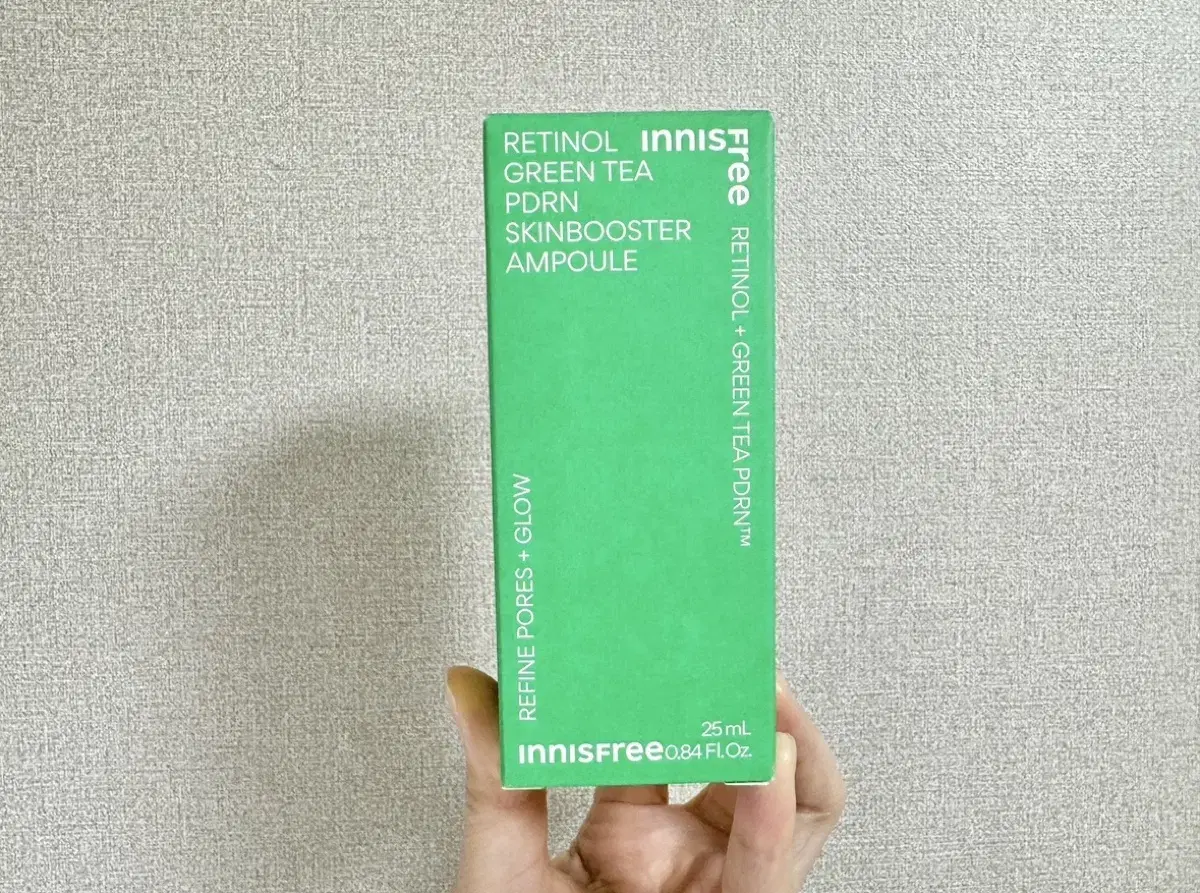 RETINOL
GREEN TEA
PDRN
SKINBOOSTER
AMPOULE
innisfree
RETINOL + GREEN TEA PDRN™
REFINE PORES + GLOW
25 mL
innisfree 0.84 Fl. Oz.